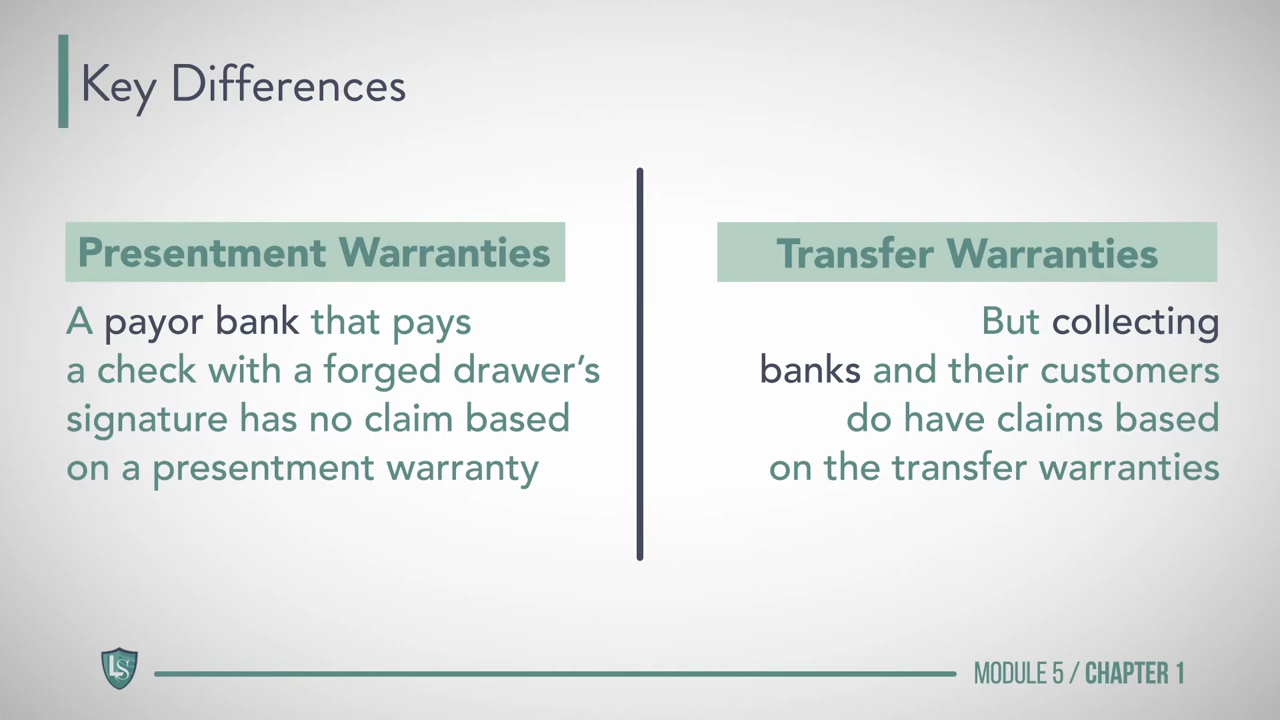 Key Differences
Presentment Warranties
A payor bank that pays
a check with a forged drawer’s
signature has no claim based
on a presentment warranty
Transfer Warranties
But collecting
banks and their customers
do have claims based
on the transfer warranties
LS
MODULE 5 / CHAPTER 1